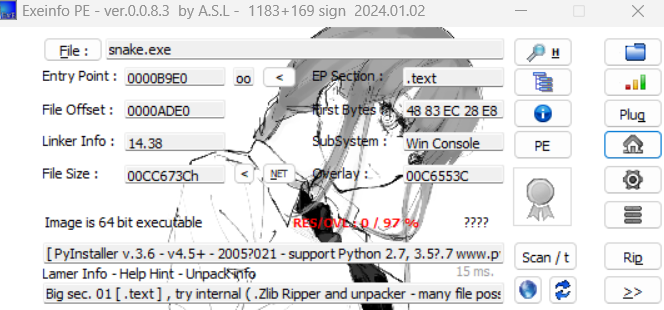 Exeinfo PE - ver.0.0.8.3 by A.S.L - 1183+169 sign 2024.01.02
File : snake.exe H
Entry Point : 0000B9E0 oo < EP Section : .text
File Offset : 0000ADE0 First Bytes 48 83 EC 28 E8 Plug
Linker Info : 14.38 SubSystem : Win Console PE
File Size : 00CC673Ch < NET Overlay : 00C6553C
Image is 64 bit executable RES/OVL : 0 / 97 % ????
[ PyInstaller v.3.6 - v4.5+ - 2005?021 - support Python 2.7, 3.5?.7 www.p Scan / t Rip
Lamer Info - Help Hint - Unpack info 15 ms.
Big sec. 01 [ .text ] , try internal ( .Zlib Ripper and unpacker - many file poss >>